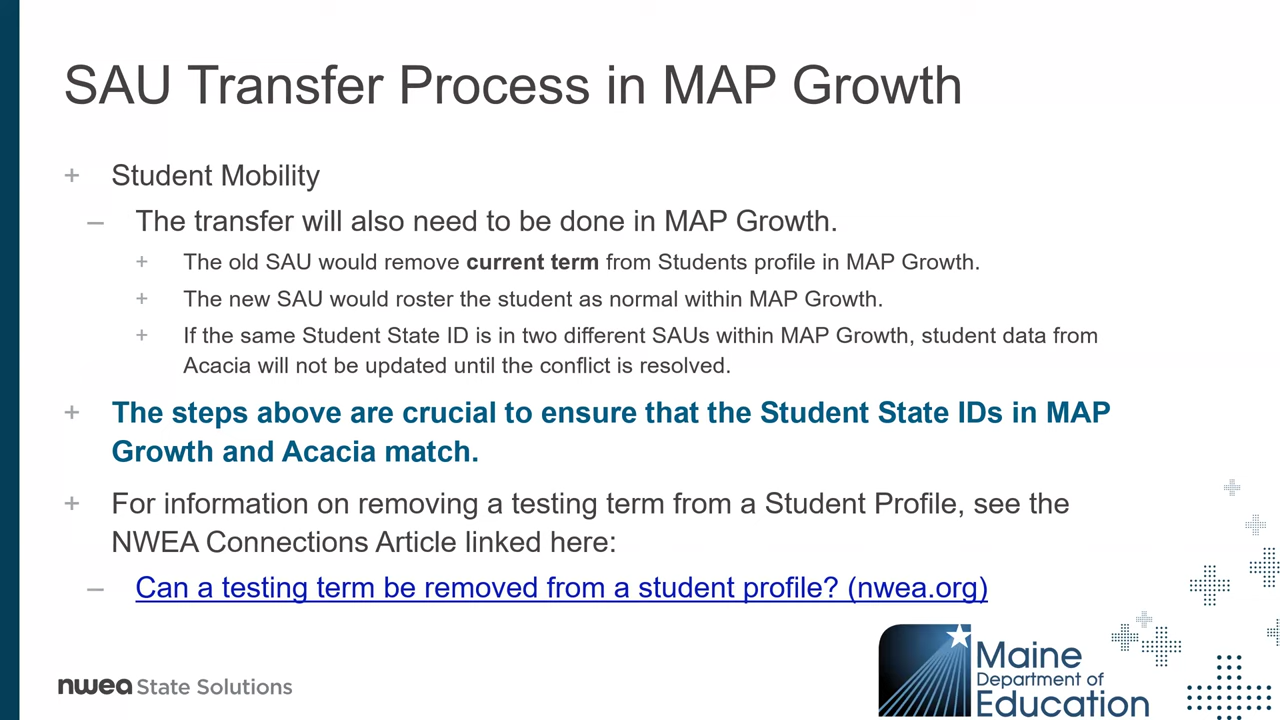 SAU Transfer Process in MAP Growth
+ Student Mobility
– The transfer will also need to be done in MAP Growth.
+ The old SAU would remove current term from Students profile in MAP Growth.
+ The new SAU would roster the student as normal within MAP Growth.
+ If the same Student State ID is in two different SAUs within MAP Growth, student data from
Acacia will not be updated until the conflict is resolved.
+ The steps above are crucial to ensure that the Student State IDs in MAP
Growth and Acacia match.
+ For information on removing a testing term from a Student Profile, see the
NWEA Connections Article linked here:
– Can a testing term be removed from a student profile? (nwea.org)
nwea State Solutions
Maine
Department of
Education